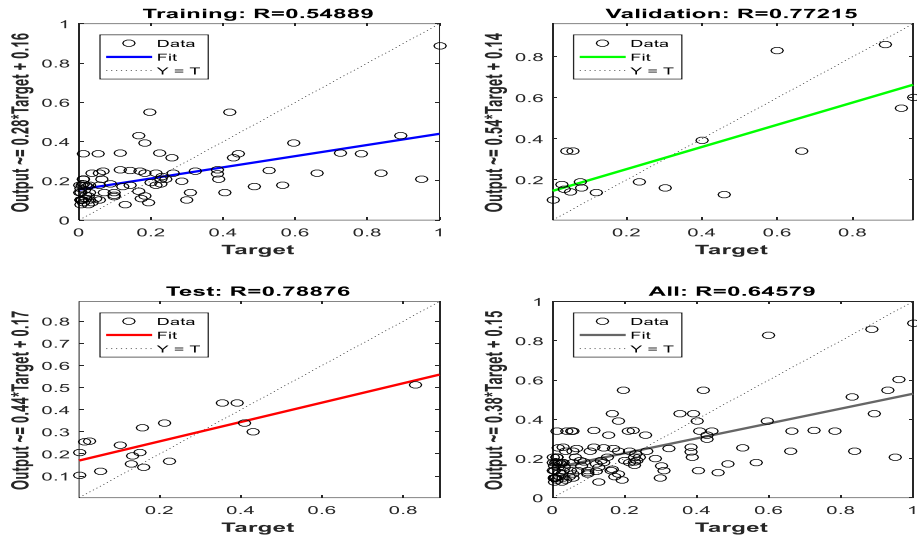 Training: R=0.54889
Output ~= 0.28*Target + 0.16
1
0.8
0.6
0.4
0.2
0
Data
Fit
Y = T
0 0.2 0.4 0.6 0.8 1
Target
Validation: R=0.77215
Output ~= 0.54*Target + 0.14
0.8
0.6
0.4
0.2
Data
Fit
Y = T
0.2 0.4 0.6 0.8
Target
Test: R=0.78876
Output ~= 0.44*Target + 0.17
0.8
0.7
0.6
0.5
0.4
0.3
0.2
0.1
Data
Fit
Y = T
0.2 0.4 0.6 0.8
Target
All: R=0.64579
Output ~= 0.38*Target + 0.15
1
0.8
0.6
0.4
0.2
0
Data
Fit
Y = T
0 0.2 0.4 0.6 0.8 1
Target